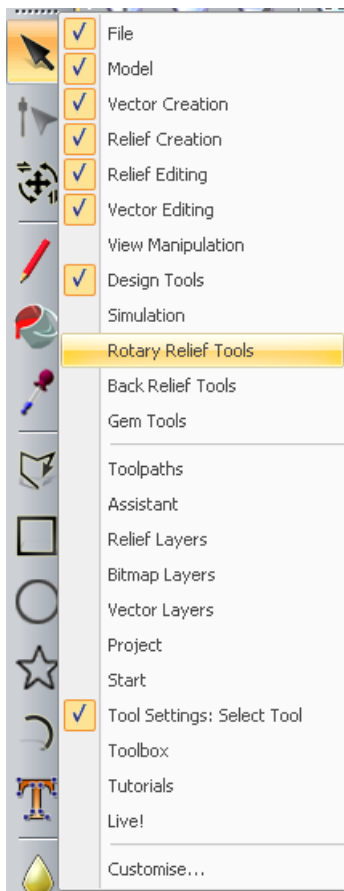 File
Model
Vector Creation
Relief Creation
Relief Editing
Vector Editing
View Manipulation
Design Tools
Simulation
Rotary Relief Tools
Back Relief Tools
Gem Tools
Toolpaths
Assistant
Relief Layers
Bitmap Layers
Vector Layers
Project
Start
Tool Settings: Select Tool
Toolbox
Tutorials
Live!
Customise...